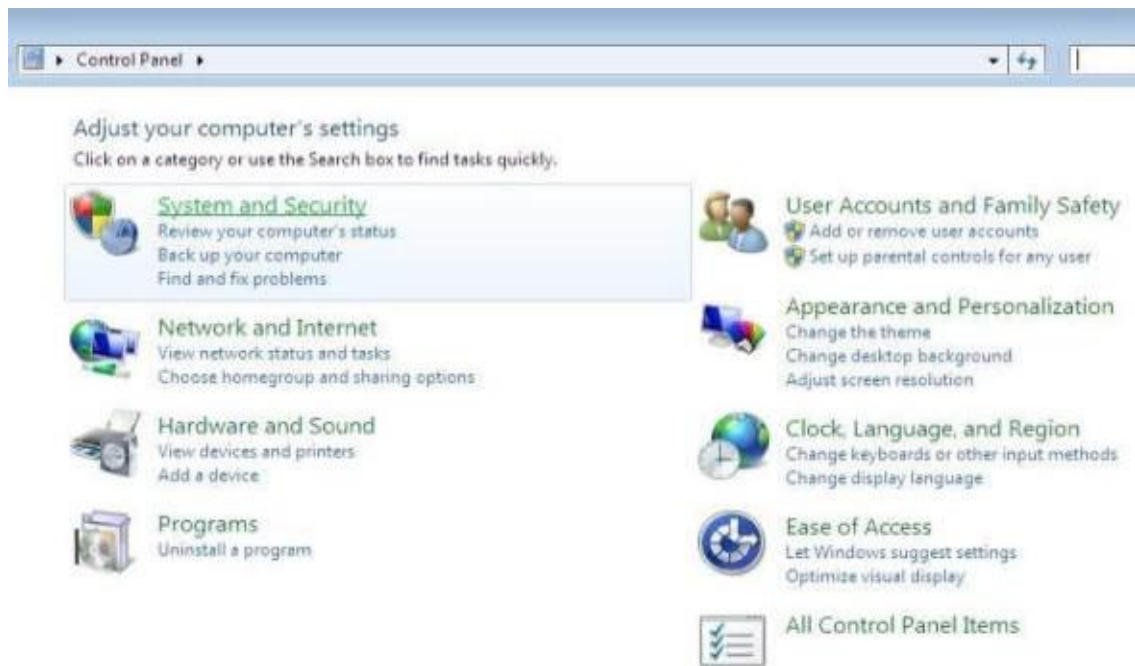 Control Panel
Adjust your computer's settings
Click on a category or use the Search box to find tasks quickly.
System and Security
Review your computer's status
Back up your computer
Find and fix problems
Network and Internet
View network status and tasks
Choose homegroup and sharing options
Hardware and Sound
View devices and printers
Add a device
Programs
Uninstall a program
User Accounts and Family Safety
Add or remove user accounts
Set up parental controls for any user
Appearance and Personalization
Change the theme
Change desktop background
Adjust screen resolution
Clock, Language, and Region
Change keyboards or other input methods
Change display language
Ease of Access
Let Windows suggest settings
Optimize visual display
All Control Panel Items